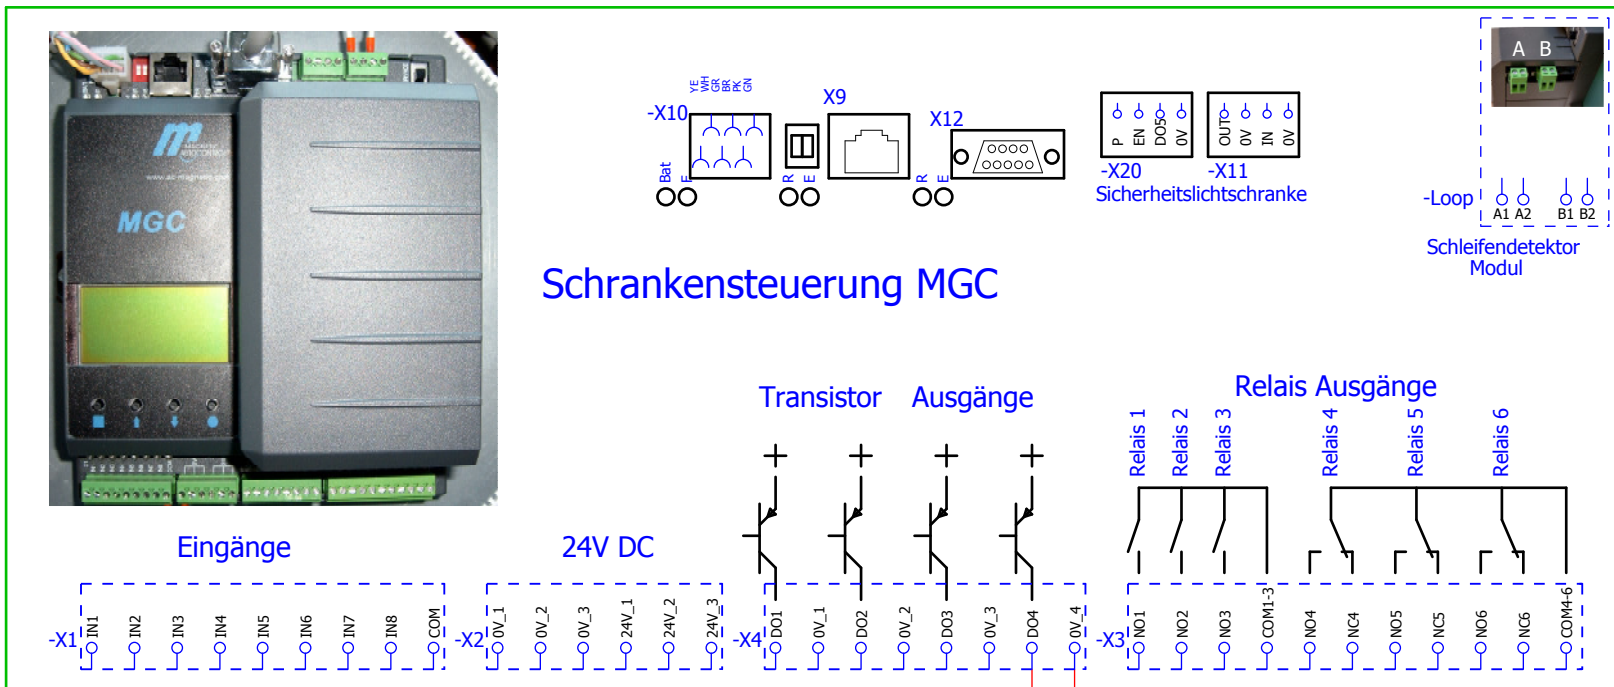 YE
WH
GR
BR
PK
GN
-X10
X9
X12
Bat
F
R
E
R
E
P
EN
DO5
0V
OUT
0V
IN
0V
-X20
-X11
Sicherheitslichtschranke
A B
-Loop
A1
A2
B1
B2
Schleifendetektor
Modul
MGC
Schrankensteuerung MGC
Transistor Ausgänge
Relais Ausgänge
Relais 1
Relais 2
Relais 3
Relais 4
Relais 5
Relais 6
Eingänge
24V DC
-X1
IN1
IN2
IN3
IN4
IN5
IN6
IN7
IN8
COM
-X2
0V_1
0V_2
0V_3
24V_1
24V_2
24V_3
-X4
DO1
0V_1
DO2
0V_2
DO3
0V_3
DO4
0V_4
-X3
NO1
NO2
NO3
COM1-3
NO4
NC4
NO5
NC5
NO6
NC6
COM4-6